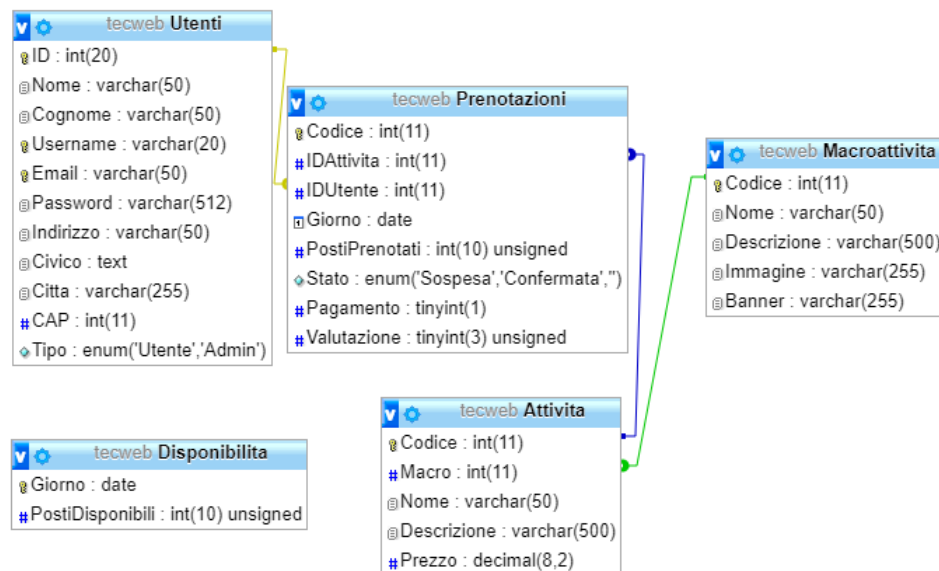 tecweb Utenti
ID : int(20)
Nome : varchar(50)
Cognome : varchar(50)
Username : varchar(20)
Email : varchar(50)
Password : varchar(512)
Indirizzo : varchar(50)
Civico : text
Citta : varchar(255)
CAP : int(11)
Tipo : enum('Utente','Admin')
tecweb Prenotazioni
Codice : int(11)
IDAttivita : int(11)
IDUtente : int(11)
Giorno : date
PostiPrenotati : int(10) unsigned
Stato : enum('Sospesa','Confermata','')
Pagamento : tinyint(1)
Valutazione : tinyint(3) unsigned
tecweb Macroattivita
Codice : int(11)
Nome : varchar(50)
Descrizione : varchar(500)
Immagine : varchar(255)
Banner : varchar(255)
tecweb Disponibilita
Giorno : date
PostiDisponibili : int(10) unsigned
tecweb Attivita
Codice : int(11)
Macro : int(11)
Nome : varchar(50)
Descrizione : varchar(500)
Prezzo : decimal(8,2)